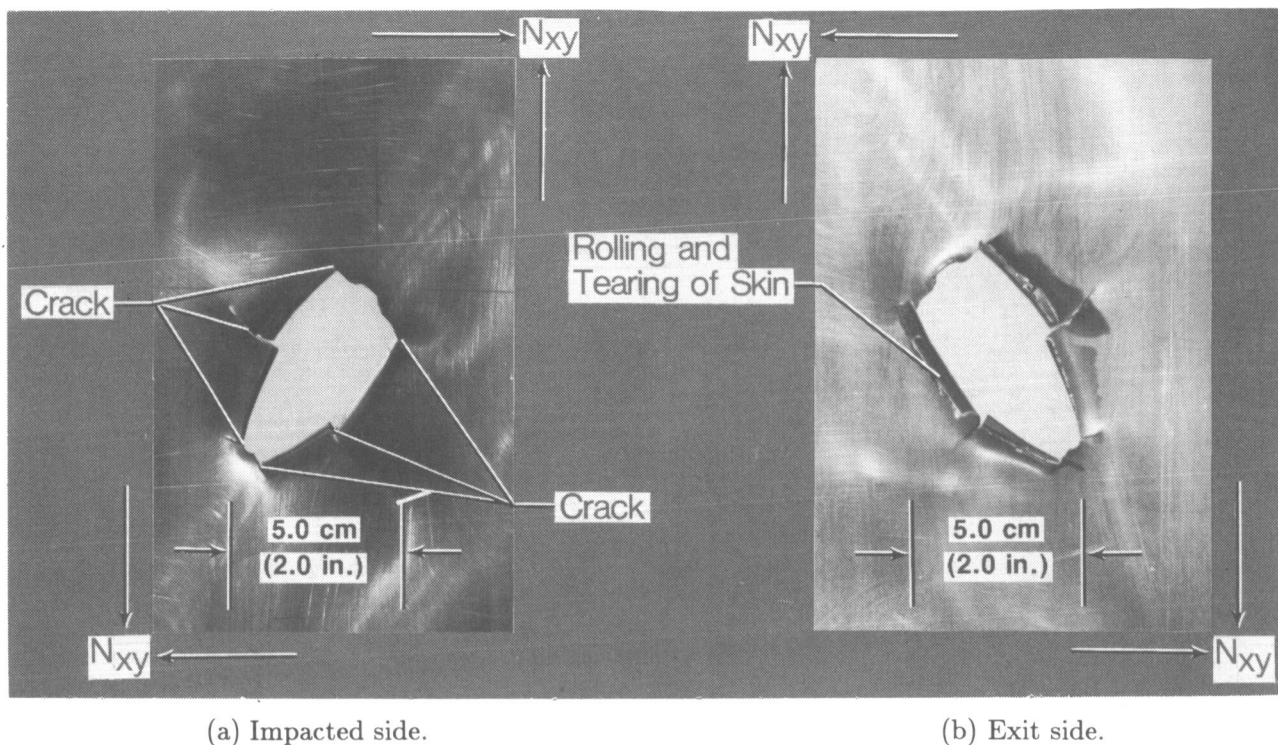 Nxy
Nxy
Rolling and
Tearing of Skin
Crack
Crack
5.0 cm
(2.0 in.)
5.0 cm
(2.0 in.)
Nxy
Nxy
(a) Impacted side.
(b) Exit side.